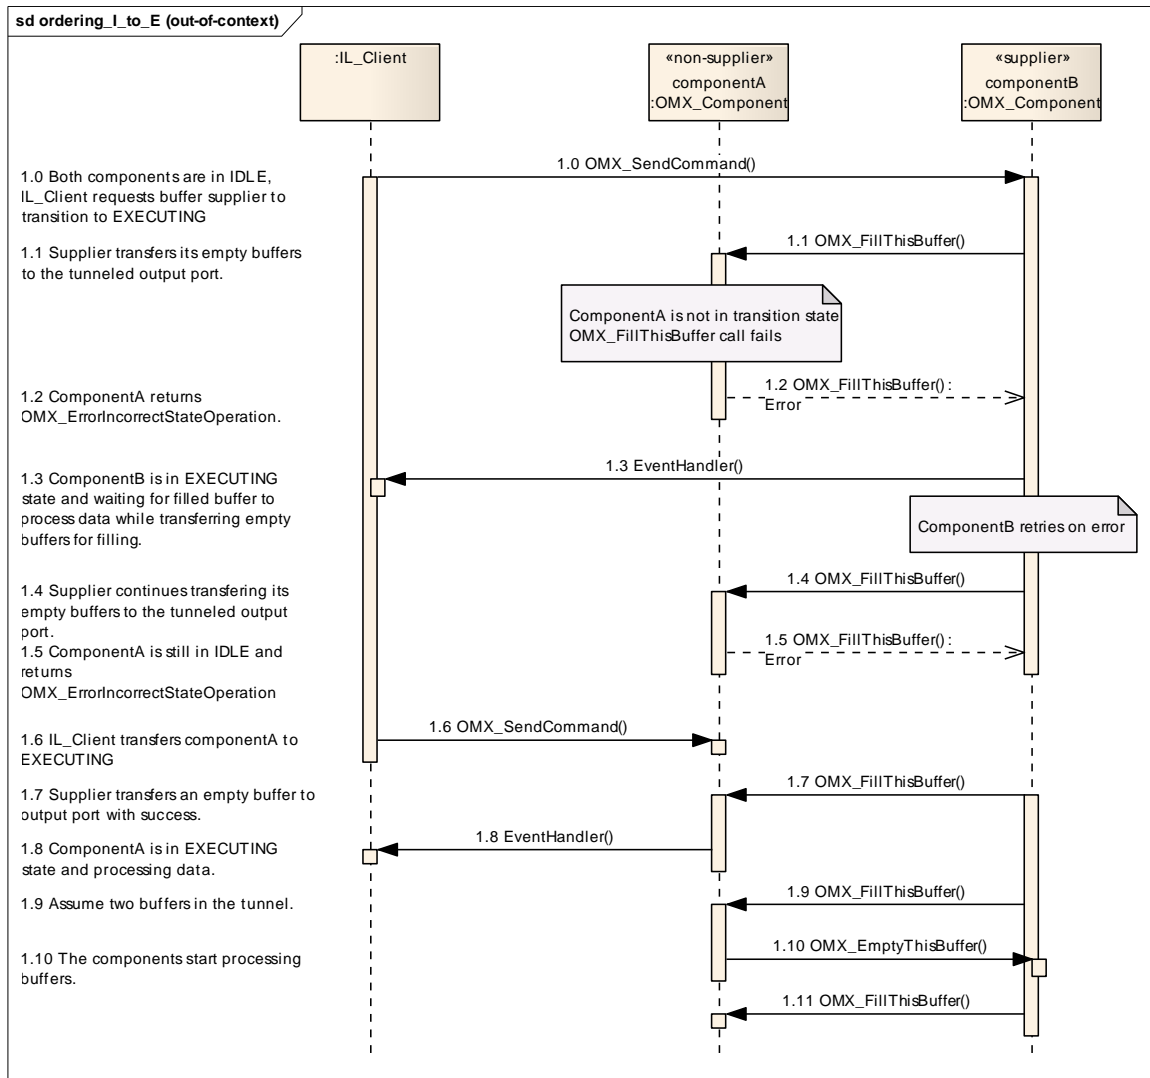 sd ordering_I_to_E (out-of-context)
:IL_Client
«non-supplier»
componentA
:OMX_Component
«supplier»
componentB
:OMX_Component
1.0 Both components are in IDLE,
IL_Client requests buffer supplier to
transition to EXECUTING
1.0 OMX_SendCommand()
1.1 Supplier transfers its empty buffers
to the tunneled output port.
1.1 OMX_FillThisBuffer()
ComponentA is not in transition state
OMX_FillThisBuffer call fails
1.2 ComponentA returns
OMX_ErrorIncorrectStateOperation.
1.2 OMX_FillThisBuffer() :
Error
1.3 ComponentB is in EXECUTING
state and waiting for filled buffer to
process data while transferring empty
buffers for filling.
1.3 EventHandler()
ComponentB retries on error
1.4 Supplier continues transfering its
empty buffers to the tunneled output
port.
1.4 OMX_FillThisBuffer()
1.5 ComponentA is still in IDLE and
returns
OMX_ErrorIncorrectStateOperation
1.5 OMX_FillThisBuffer() :
Error
1.6 IL_Client transfers componentA to
EXECUTING
1.6 OMX_SendCommand()
1.7 Supplier transfers an empty buffer to
output port with success.
1.7 OMX_FillThisBuffer()
1.8 ComponentA is in EXECUTING
state and processing data.
1.8 EventHandler()
1.9 Assume two buffers in the tunnel.
1.9 OMX_FillThisBuffer()
1.10 The components start processing
buffers.
1.10 OMX_EmptyThisBuffer()
1.11 OMX_FillThisBuffer()